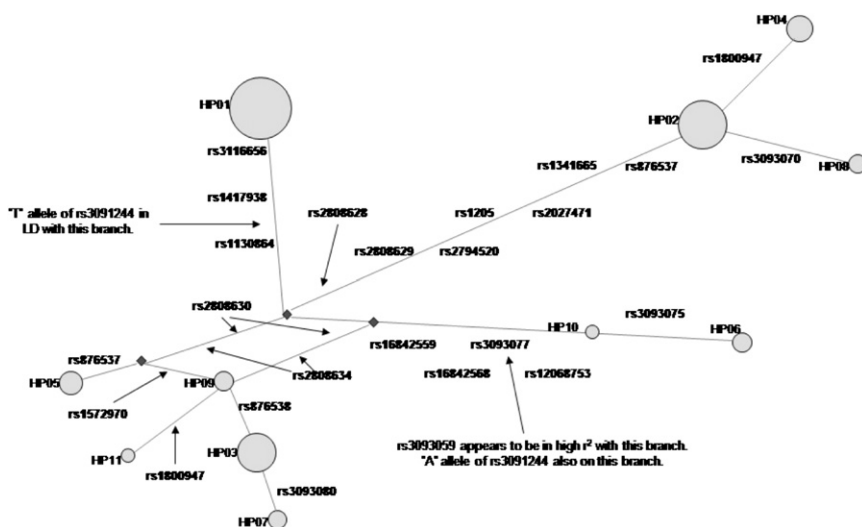 HP04
rs1800947
HP01
HP02
rs3116656
rs1341665
rs876537
rs3093070
HP08
rs1417938
"T" allele of rs3091244 in
LD with this branch.
rs2808628
rs1205
rs2027471
rs1130864
rs2808629
rs2794520
rs2808630
rs3093075
HP10
HP06
rs16842559
rs3093077
rs876537
HP05
HP09
rs2808634
rs16842568
rs12068753
rs1572970
rs876538
HP03
rs3093059 appears to be in high r² with this branch.
"A" allele of rs3091244 also on this branch.
HP11
rs1800947
rs3093080
HP07